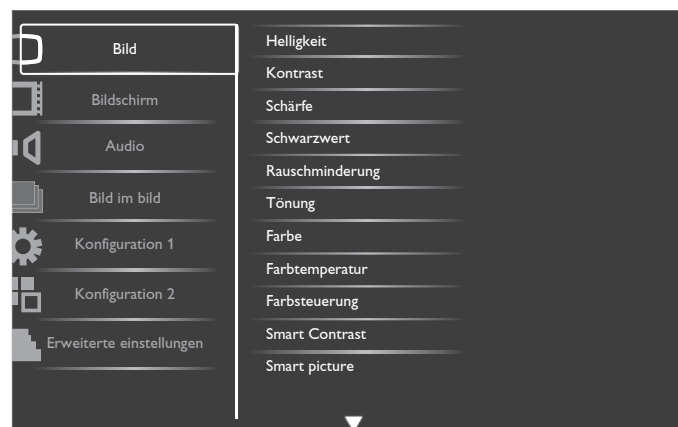 Bild
Bildschirm
Audio
Bild im bild
Konfiguration 1
Konfiguration 2
Erweiterte einstellungen
Helligkeit
Kontrast
Schärfe
Schwarzwert
Rauschminderung
Tönung
Farbe
Farbtemperatur
Farbsteuerung
Smart Contrast
Smart picture